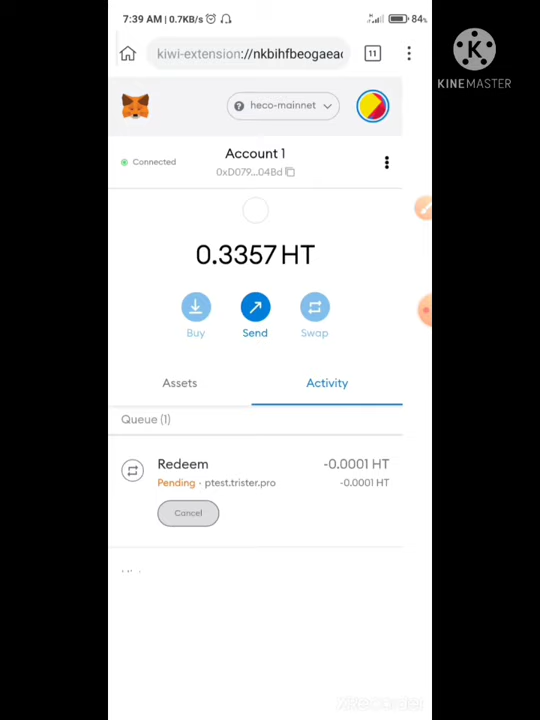 7:39 AM | 0.7KB/s
84%
kiwi-extension://nkbihfbeogaeao
11
K
KINEMASTER
? heco-mainnet
Connected
Account 1
0xD079...04Bd
0.3357 HT
Buy
Send
Swap
Assets
Activity
Queue (1)
Redeem
-0.0001 HT
Pending · ptest.trister.pro
-0.0001 HT
Cancel
xrecorder